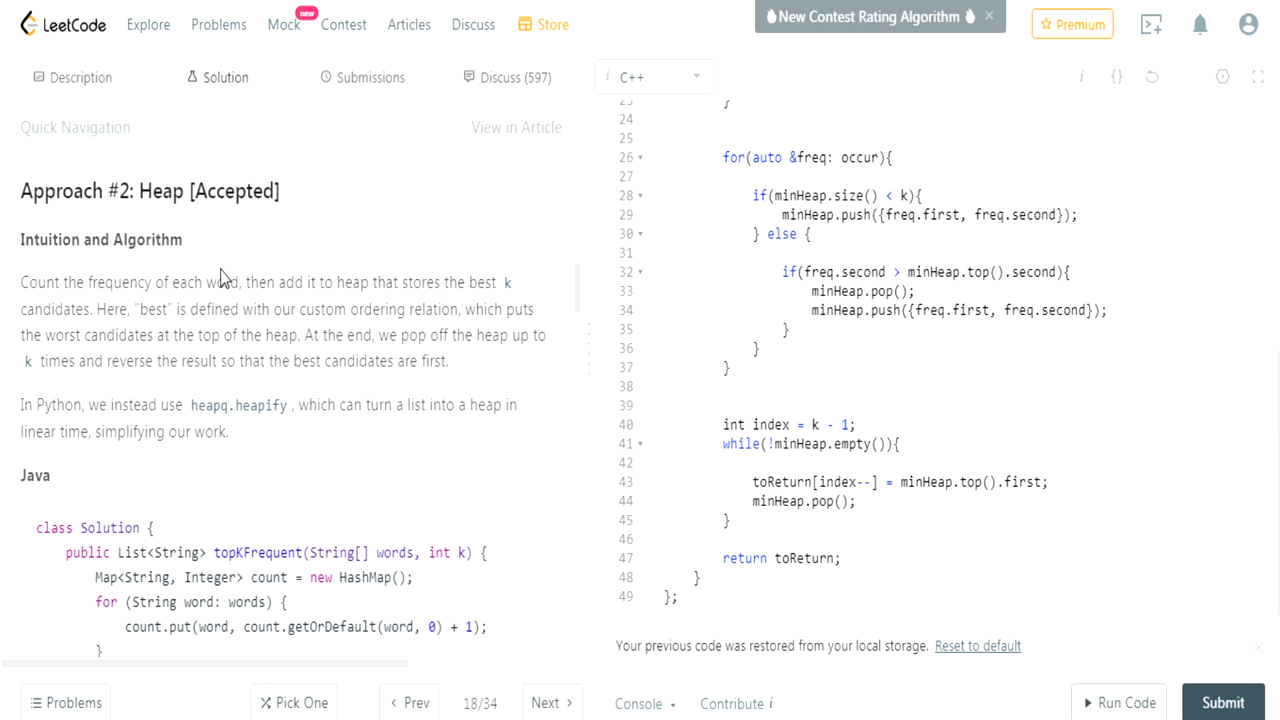 LeetCode Explore Problems Mock new Contest Articles Discuss Store New Contest Rating Algorithm × Premium
Description Solution Submissions Discuss (597)
Quick Navigation View in Article
Approach #2: Heap [Accepted]
Intuition and Algorithm
Count the frequency of each word, then add it to heap that stores the best k
candidates. Here, "best" is defined with our custom ordering relation, which puts
the worst candidates at the top of the heap. At the end, we pop off the heap up to
k times and reverse the result so that the best candidates are first.
In Python, we instead use heapq.heapify, which can turn a list into a heap in
linear time, simplifying our work.
Java
class Solution {
public List<String> topKFrequent(String[] words, int k) {
Map<String, Integer> count = new HashMap();
for (String word: words) {
count.put(word, count.getOrDefault(word, 0) + 1);
}
Problems Pick One < Prev 18/34 Next >
i C++ i {}
23 }
24
25
26 for(auto &freq: occur){
27
28 if(minHeap.size() < k){
29 minHeap.push({freq.first, freq.second});
30 } else {
31
32 if(freq.second > minHeap.top().second){
33 minHeap.pop();
34 minHeap.push({freq.first, freq.second});
35 }
36 }
37 }
38
39
40 int index = k - 1;
41 while(!minHeap.empty()){
42
43 toReturn[index--] = minHeap.top().first;
44 minHeap.pop();
45 }
46
47 return toReturn;
48 }
49 };
Your previous code was restored from your local storage. Reset to default ×
Console Contribute i Run Code Submit